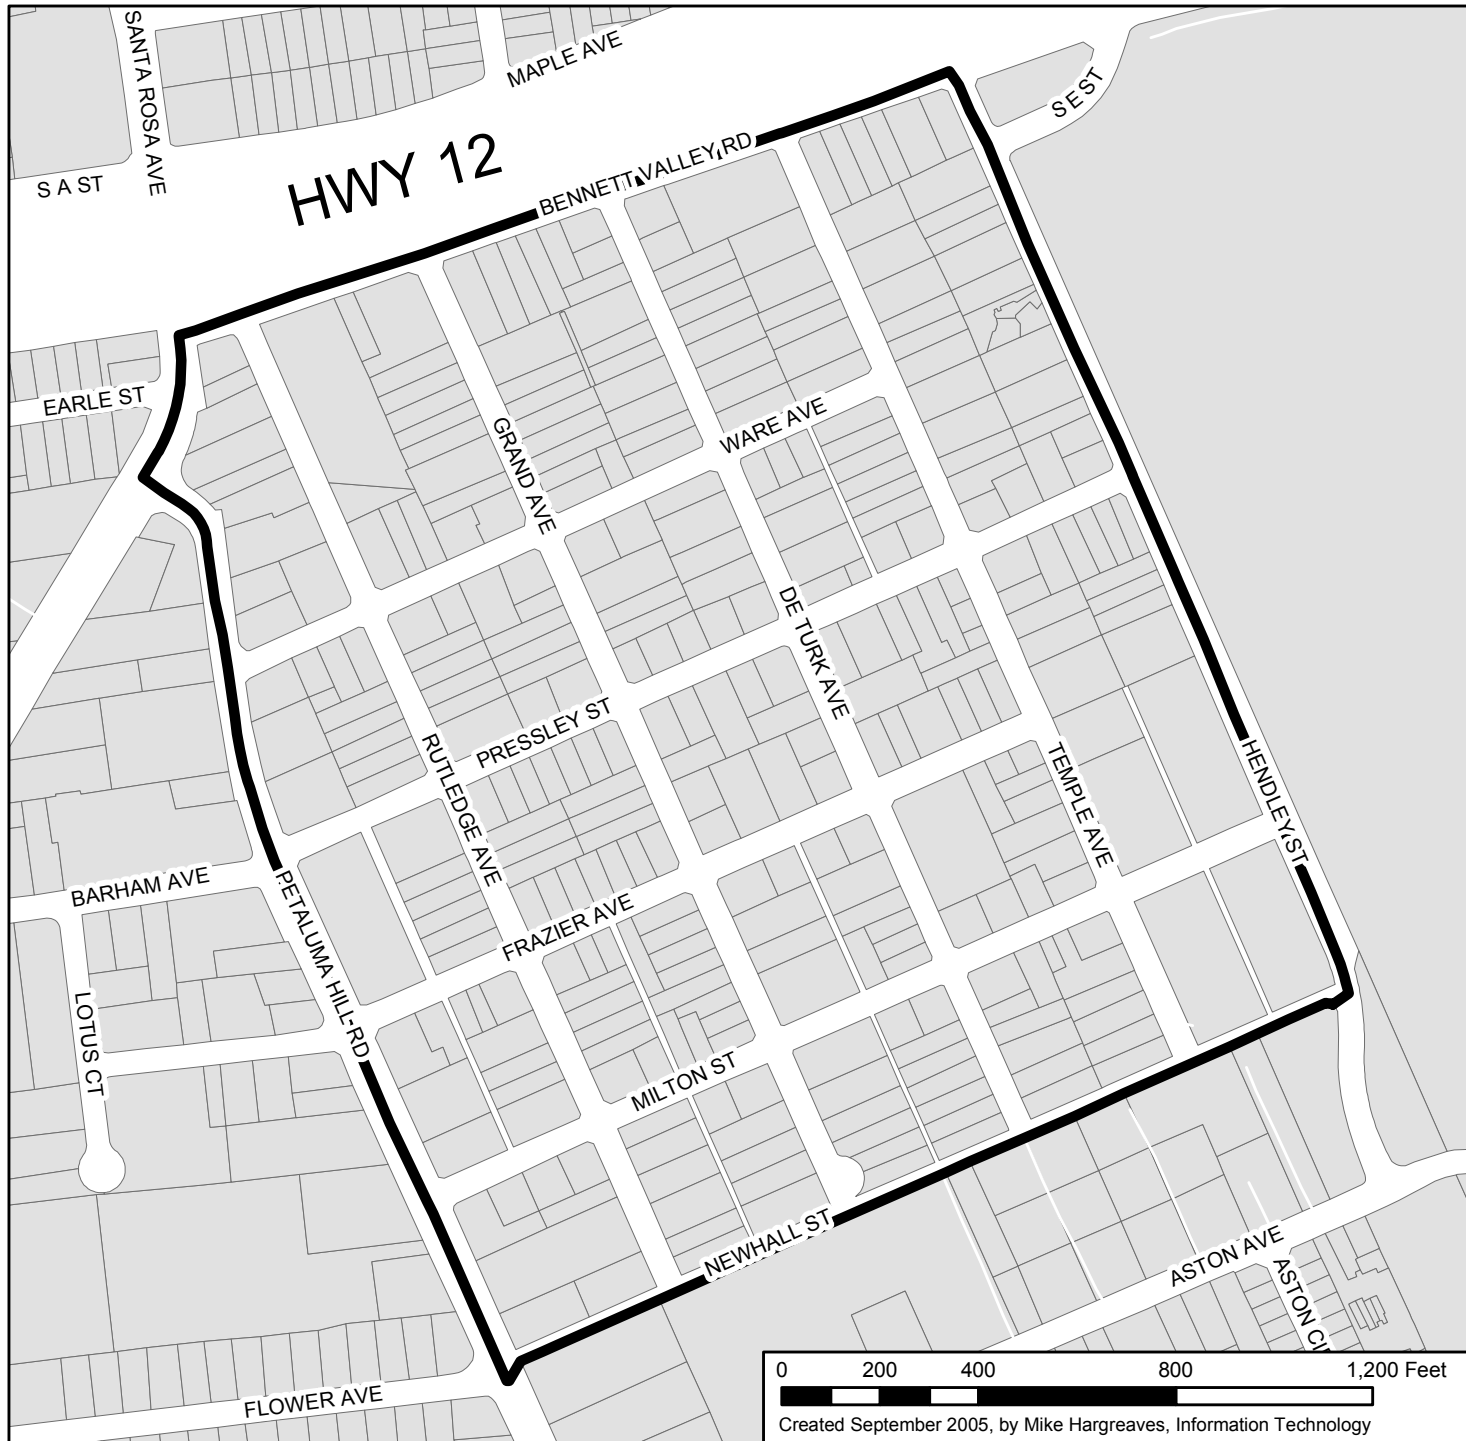 SANTA ROSA AVE
MAPLE AVE
S E ST
S A ST
HWY 12
BENNETT VALLEY RD
EARLE ST
GRAND AVE
WARE AVE
DE TURK AVE
PRESSLEY ST
RUTLEDGE AVE
TEMPLE AVE
HENDLEY ST
BARHAM AVE
PETALUMA HILL RD
FRAZIER AVE
LOTUS CT
MILTON ST
NEWHALL ST
ASTON AVE
ASTON CI
FLOWER AVE
0 200 400 800 1,200 Feet
Created September 2005, by Mike Hargreaves, Information Technology